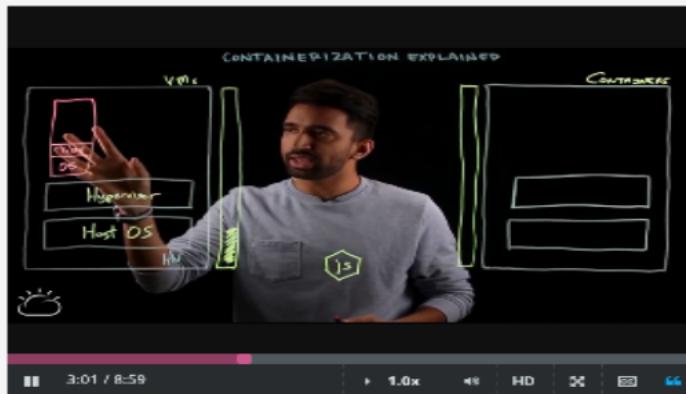 CONTAINERIZATION EXPLAINED
VMs
CONTAINERS
OS
Hypervisor
Host OS
HW
JS
3:01 / 8:59
1.0x
HD